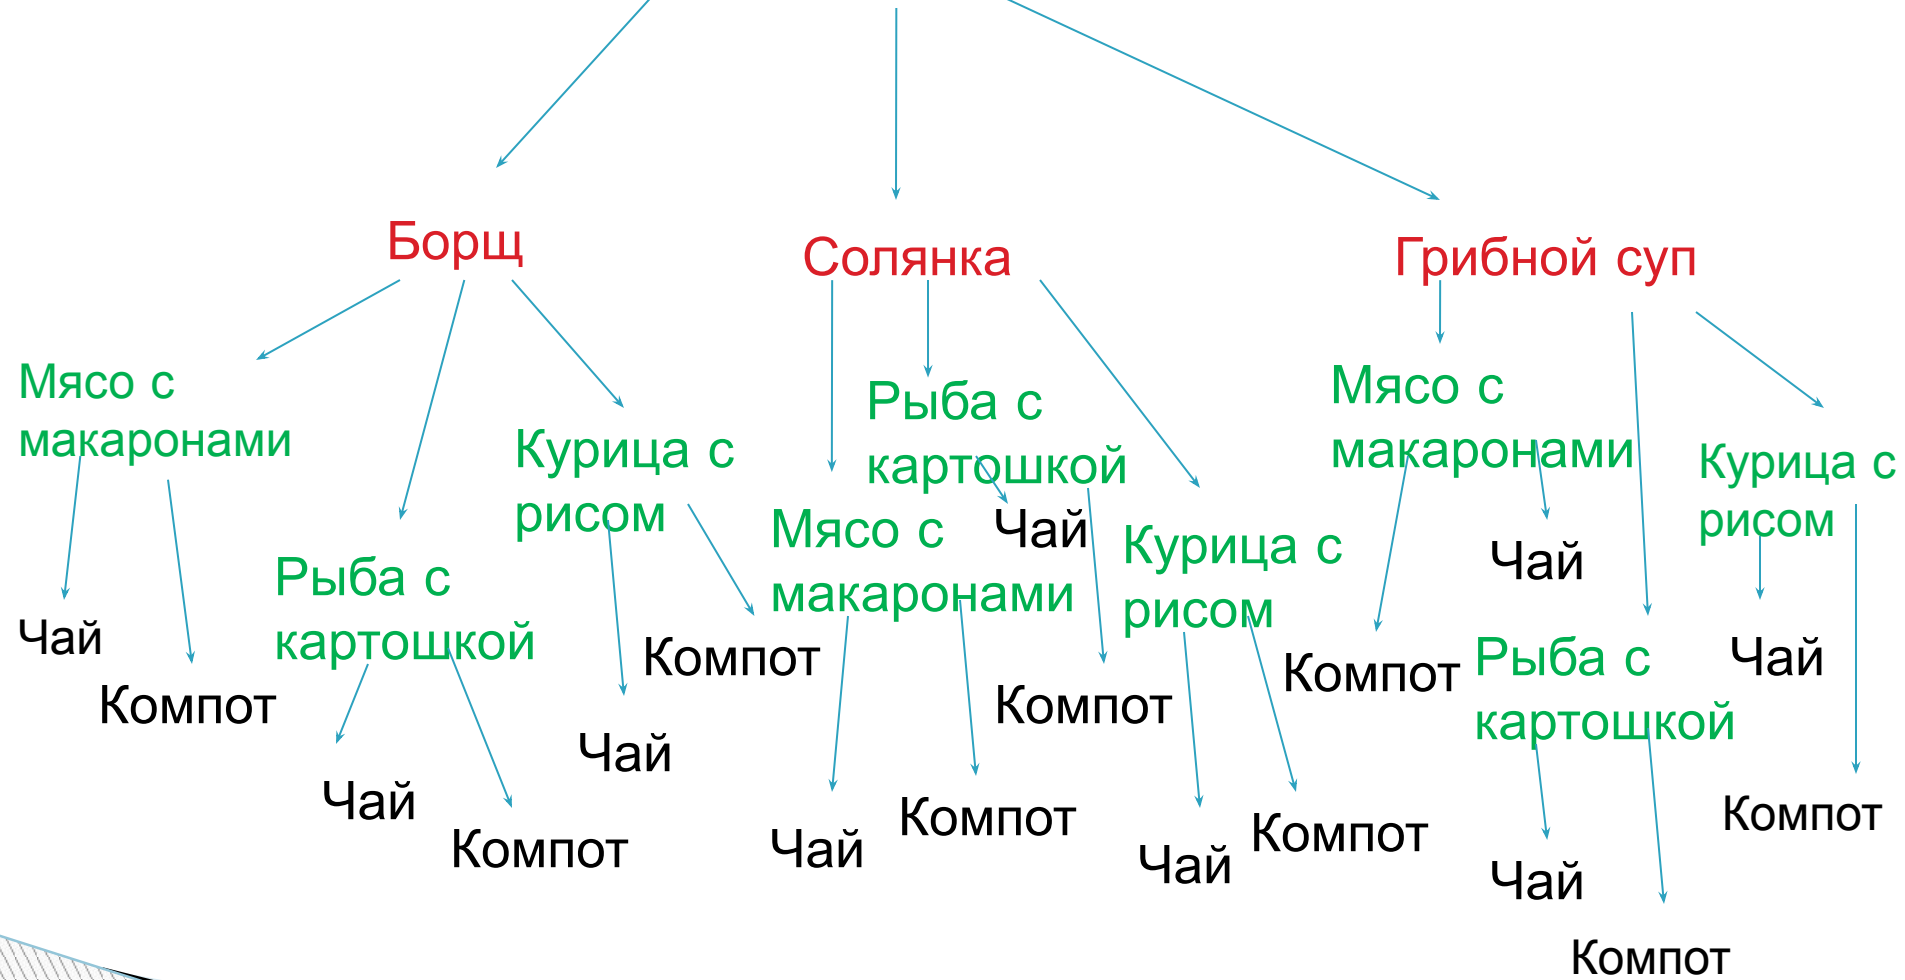 Борщ
Солянка
Грибной суп
Мясо с
макаронами
Чай
Компот
Рыба с
картошкой
Чай
Компот
Курица с
рисом
Чай
Компот
Мясо с
макаронами
Чай
Компот
Рыба с
картошкой
Чай
Компот
Курица с
рисом
Чай
Компот
Мясо с
макаронами
Компот
Чай
Рыба с
картошкой
Чай
Компот
Курица с
рисом
Чай
Компот